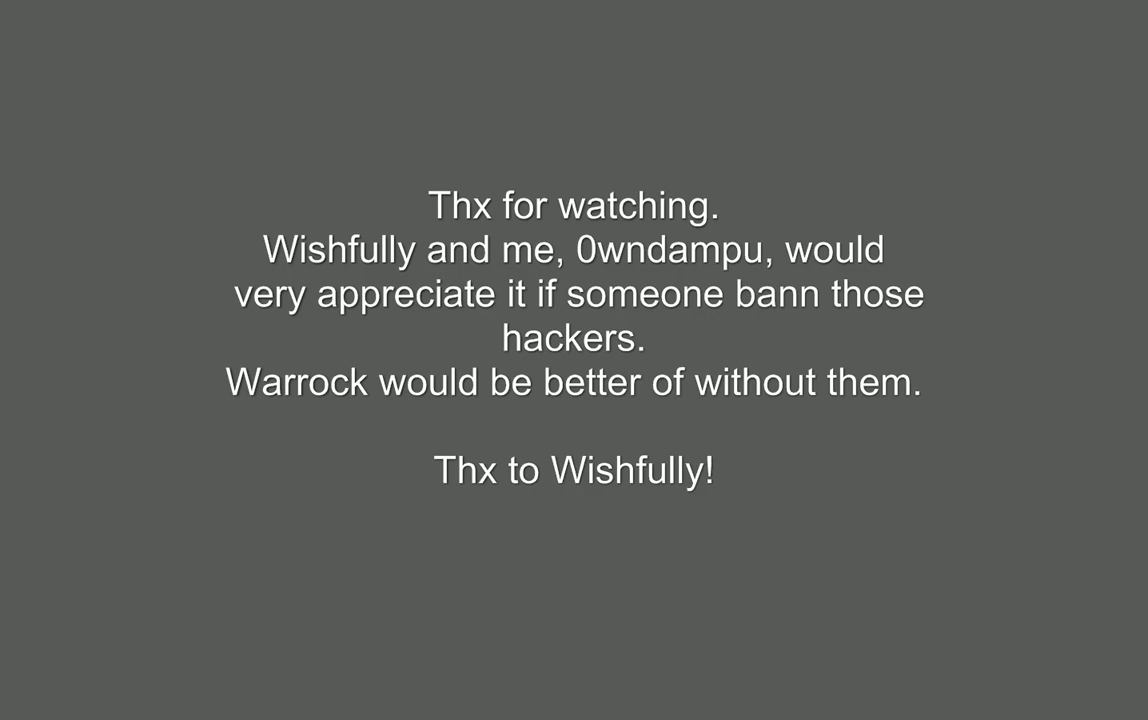 Thx for watching.
Wishfully and me, 0wndampu, would
very appreciate it if someone bann those
hackers.
Warrock would be better of without them.
Thx to Wishfully!